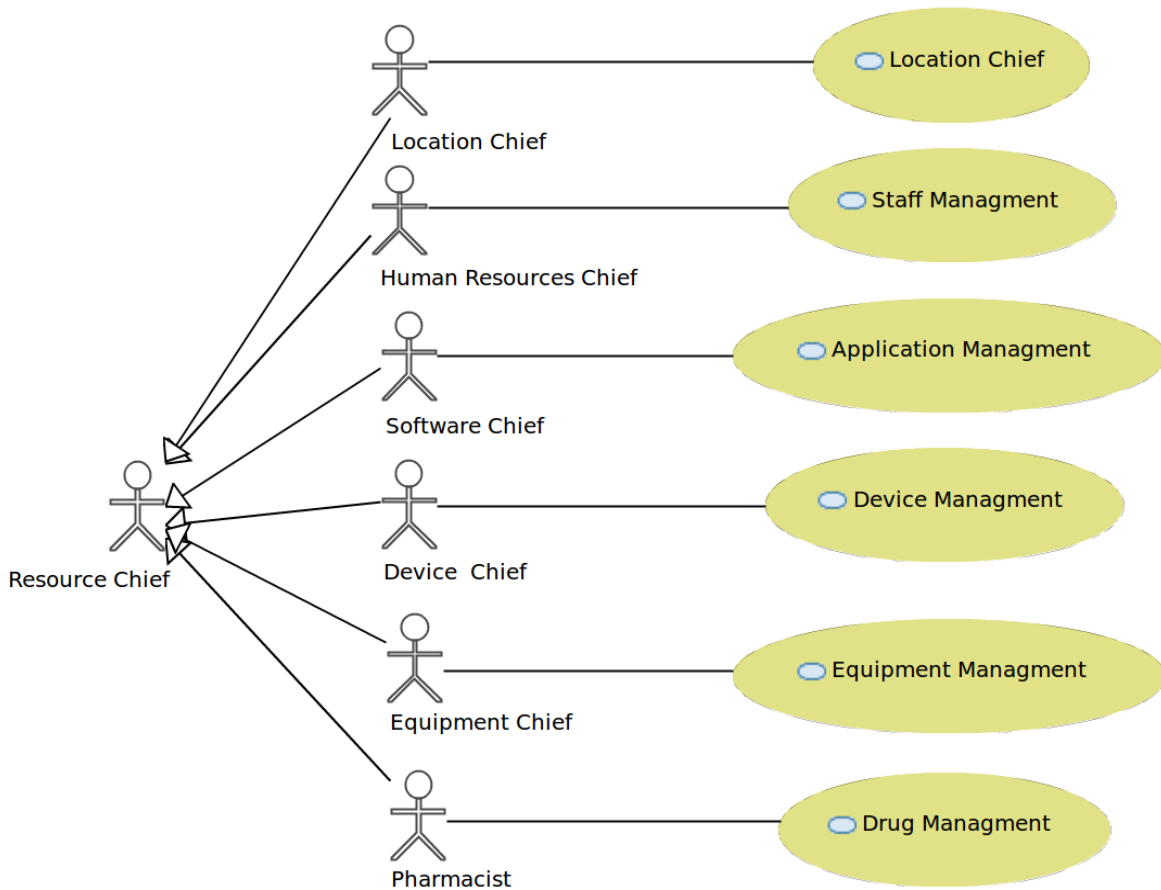 Location Chief
Location Chief
Staff Managment
Human Resources Chief
Application Managment
Software Chief
Device Managment
Resource Chief
Device  Chief
Equipment Managment
Equipment Chief
Drug Managment
Pharmacist